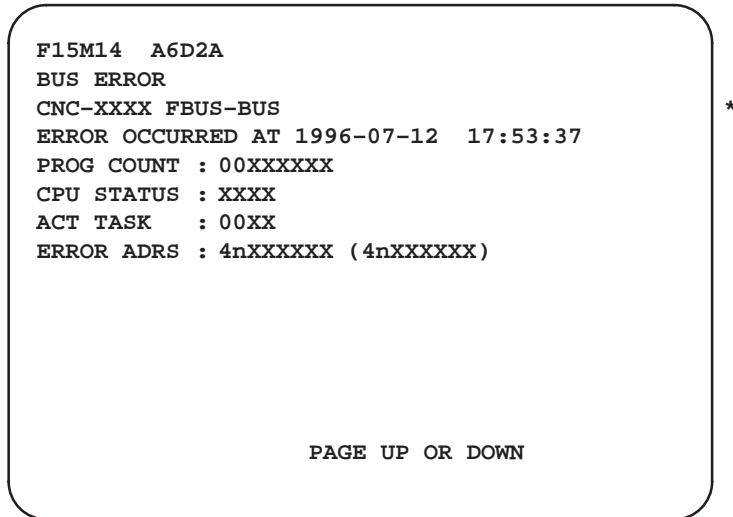 F15M14 A6D2A
BUS ERROR
CNC–XXXX FBUS–BUS *
ERROR OCCURRED AT 1996–07–12 17:53:37
PROG COUNT : 00XXXXXX
CPU STATUS : XXXX
ACT TASK : 00XX
ERROR ADRS : 4nXXXXXX (4nXXXXXX)
PAGE UP OR DOWN